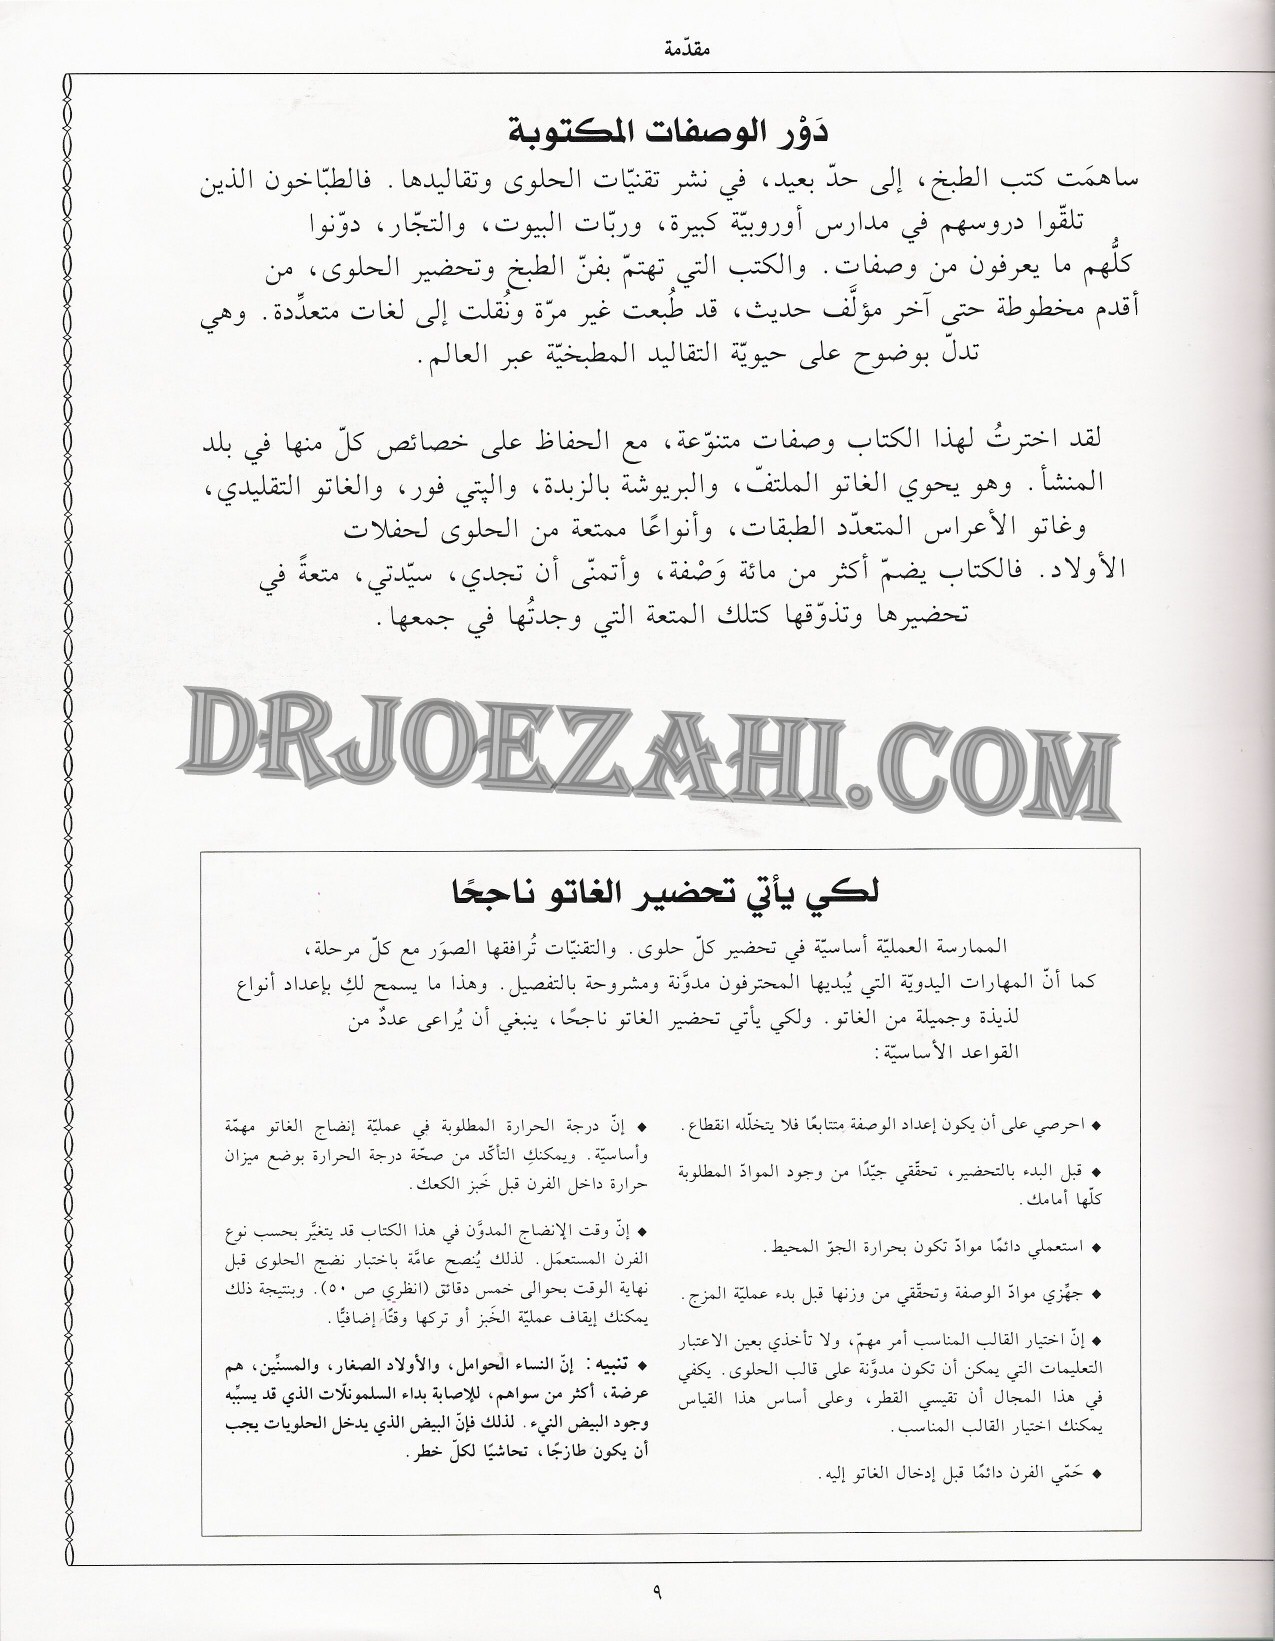 مقدّمة
دَوْر الوصفات المكتوبة
ساهمَت كتب الطبخ، إلى حدّ بعيد، في نشر تقنيّات الحلوى وتقاليدها. فالطبّاخون الذين
تلقّوا دروسهم في مدارس أوروبيّة كبيرة، وربّات البيوت، والتجّار، دوّنوا
كلُّهم ما يعرفون من وصفات. والكتب التي تهتمّ بفنّ الطبخ وتحضير الحلوى، من
أقدم مخطوطة حتى آخر مؤلَّف حديث، قد طُبعت غير مرّة ونُقلت إلى لغات متعدِّدة. وهي
تدلّ بوضوح على حيويّة التقاليد المطبخيّة عبر العالم.
لقد اخترتُ لهذا الكتاب وصفات متنوّعة، مع الحفاظ على خصائص كلّ منها في بلد
المنشأ. وهو يحوي الغاتو الملتفّ، والبريوشة بالزبدة، والپتي فور، والغاتو التقليدي،
وغاتو الأعراس المتعدّد الطبقات، وأنواعًا ممتعة من الحلوى لحفلات
الأولاد. فالكتاب يضمّ أكثر من مائة وَصْفة، وأتمنّى أن تجدي، سيّدتي، متعةً في
تحضيرها وتذوّقها كتلك المتعة التي وجدتُها في جمعها.
DRJOEZAHI.COM
لكي يأتي تحضير الغاتو ناجحًا
الممارسة العمليّة أساسيّة في تحضير كلّ حلوى. والتقنيّات تُرافقها الصوَر مع كلّ مرحلة،
كما أنّ المهارات اليدويّة التي يُبديها المحترفون مدوَّنة ومشروحة بالتفصيل. وهذا ما يسمح لكِ بإعداد أنواع
لذيذة وجميلة من الغاتو. ولكي يأتي تحضير الغاتو ناجحًا، ينبغي أن يُراعى عددٌ من
القواعد الأساسيّة:
◆ احرصي على أن يكون إعداد الوصفة متتابعًا فلا يتخلّله انقطاع.
◆ قبل البدء بالتحضير، تحقّقي جيّدًا من وجود الموادّ المطلوبة
كلّها أمامك.
◆ استعملي دائمًا موادّ تكون بحرارة الجوّ المحيط.
◆ جهِّزي موادّ الوصفة وتحقّقي من وزنها قبل بدء عمليّة المزج.
◆ إنّ اختيار القالب المناسب أمر مهمّ، ولا تأخذي بعين الاعتبار
التعليمات التي يمكن أن تكون مدوَّنة على قالب الحلوى. يكفي
في هذا المجال أن تقيسي القطر، وعلى أساس هذا القياس
يمكنك اختيار القالب المناسب.
◆ حَمّي الفرن دائمًا قبل إدخال الغاتو إليه.
◆ إنّ درجة الحرارة المطلوبة في عمليّة إنضاج الغاتو مهمّة
وأساسيّة. ويمكنكِ التأكّد من صحّة درجة الحرارة بوضع ميزان
حرارة داخل الفرن قبل خَبز الكعك.
◆ إنّ وقت الإنضاج المدوَّن في هذا الكتاب قد يتغيَّر بحسب نوع
الفرن المستعمَل. لذلك يُنصح عامَّة باختبار نضج الحلوى قبل
نهاية الوقت بحوالى خمس دقائق (انظري ص ٥٠). وبنتيجة ذلك
يمكنك إيقاف عمليّة الخَبز أو تركها وقتًا إضافيًّا.
◆ تنبيه: إنّ النساء الحوامل، والأولاد الصغار، والمسنِّين، هم
عرضة، أكثر من سواهم، للإصابة بداء السلمونلّات الذي قد يسبِّبه
وجود البيض النيء. لذلك فإنّ البيض الذي يدخل الحلويات يجب
أن يكون طازجًا، تحاشيًا لكلّ خطر.
٩